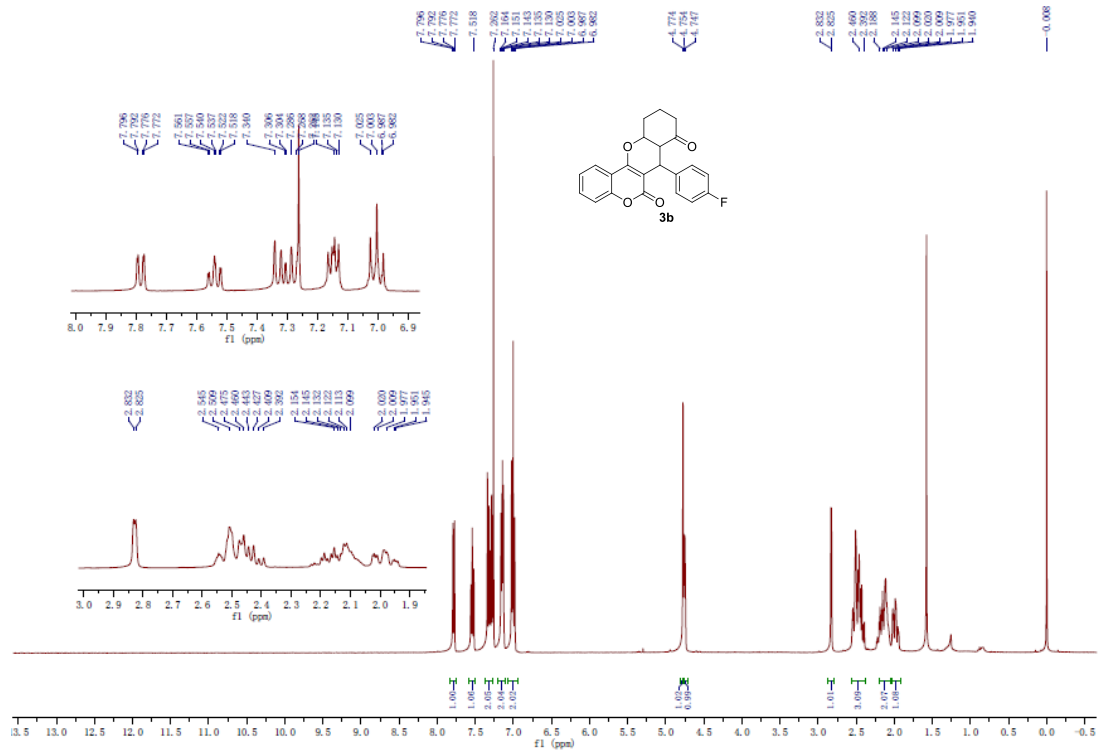 7.796 7.792 7.776 7.772 7.518 7.262 7.164 7.151 7.143 7.135 7.130 7.025 7.003 6.987 6.982 4.774 4.754 4.747 2.832 2.825 2.460 2.392 2.188 2.145 2.122 2.099 2.020 2.009 1.977 1.951 1.940 -0.008
7.796 7.792 7.776 7.772 7.561 7.557 7.540 7.537 7.522 7.518 7.340 7.306 7.304 7.286 7.268 7.135 7.130 7.025 7.003 6.987 6.982
O
O
O
O
F
3b
8.0 7.9 7.8 7.7 7.6 7.5 7.4 7.3 7.2 7.1 7.0 6.9
f1 (ppm)
2.832 2.825 2.545 2.509 2.475 2.460 2.443 2.427 2.409 2.392 2.154 2.145 2.132 2.122 2.113 2.099 2.020 2.009 1.977 1.951 1.945
3.0 2.9 2.8 2.7 2.6 2.5 2.4 2.3 2.2 2.1 2.0 1.9
f1 (ppm)
1.00 1.06 2.05 2.04 2.02 1.02 0.99 1.01 3.09 2.07 1.08
13.5 13.0 12.5 12.0 11.5 11.0 10.5 10.0 9.5 9.0 8.5 8.0 7.5 7.0 6.5 6.0 5.5 5.0 4.5 4.0 3.5 3.0 2.5 2.0 1.5 1.0 0.5 0.0 -0.5
f1 (ppm)